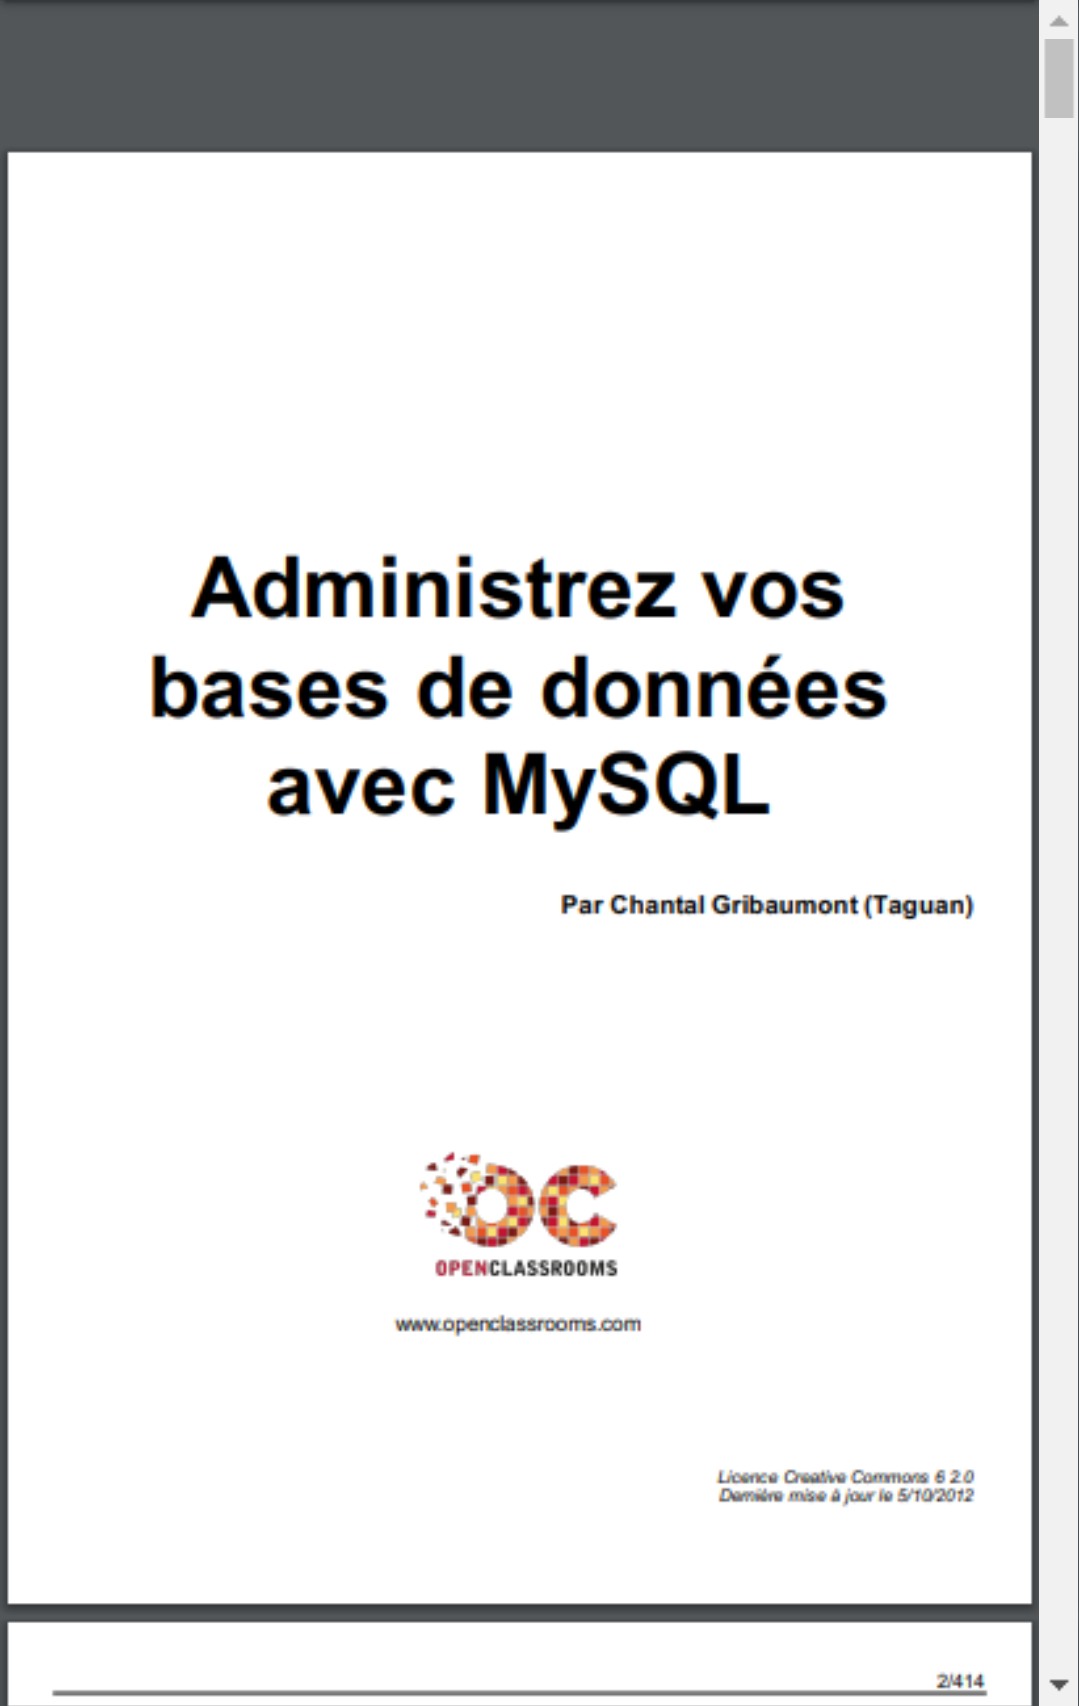 Administrez vos
bases de données
avec MySQL
Par Chantal Gribaumont (Taguan)
OC
OPENCLASSROOMS
www.openclassrooms.com
Licence Creative Commons 6 2.0
Dernière mise à jour le 5/10/2012
2/414